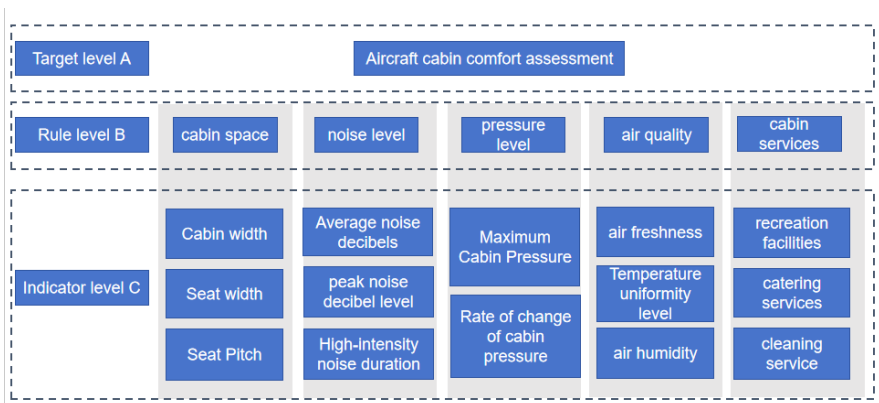 Target level A
Aircraft cabin comfort assessment
Rule level B
cabin space
noise level
pressure
level
air quality
cabin
services
Indicator level C
Cabin width
Seat width
Seat Pitch
Average noise
decibels
peak noise
decibel level
High-intensity
noise duration
Maximum
Cabin Pressure
Rate of change
of cabin
pressure
air freshness
Temperature
uniformity
level
air humidity
recreation
facilities
catering
services
cleaning
service